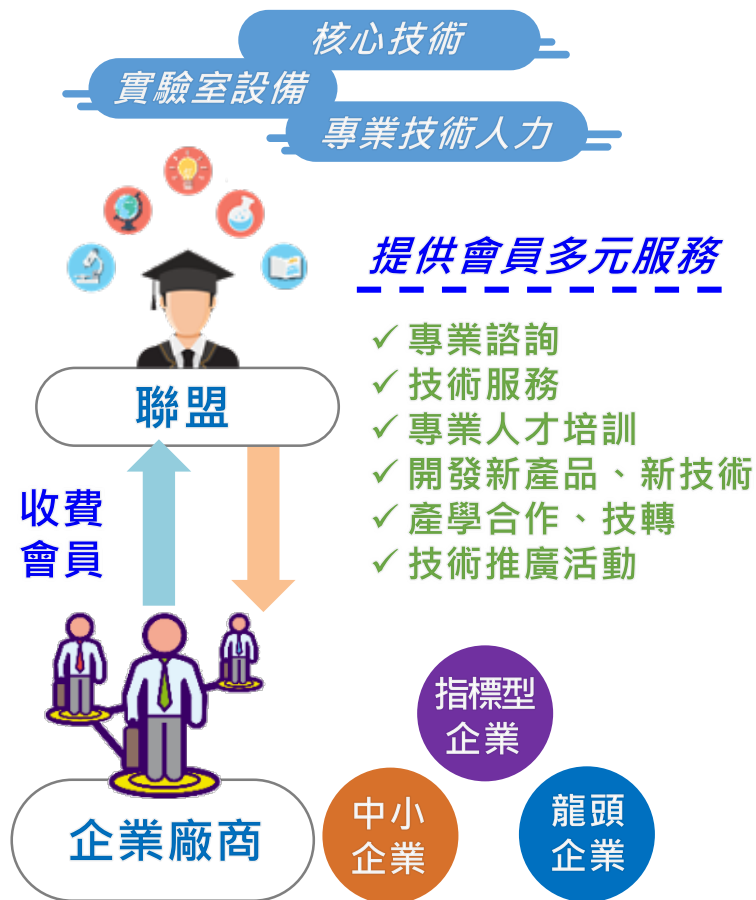 核心技術
實驗室設備
專業技術人力
提供會員多元服務
✓ 專業諮詢
✓ 技術服務
✓ 專業人才培訓
✓ 開發新產品、新技術
✓ 產學合作、技轉
✓ 技術推廣活動
聯盟
收費
會員
企業廠商
指標型
企業
中小
企業
龍頭
企業